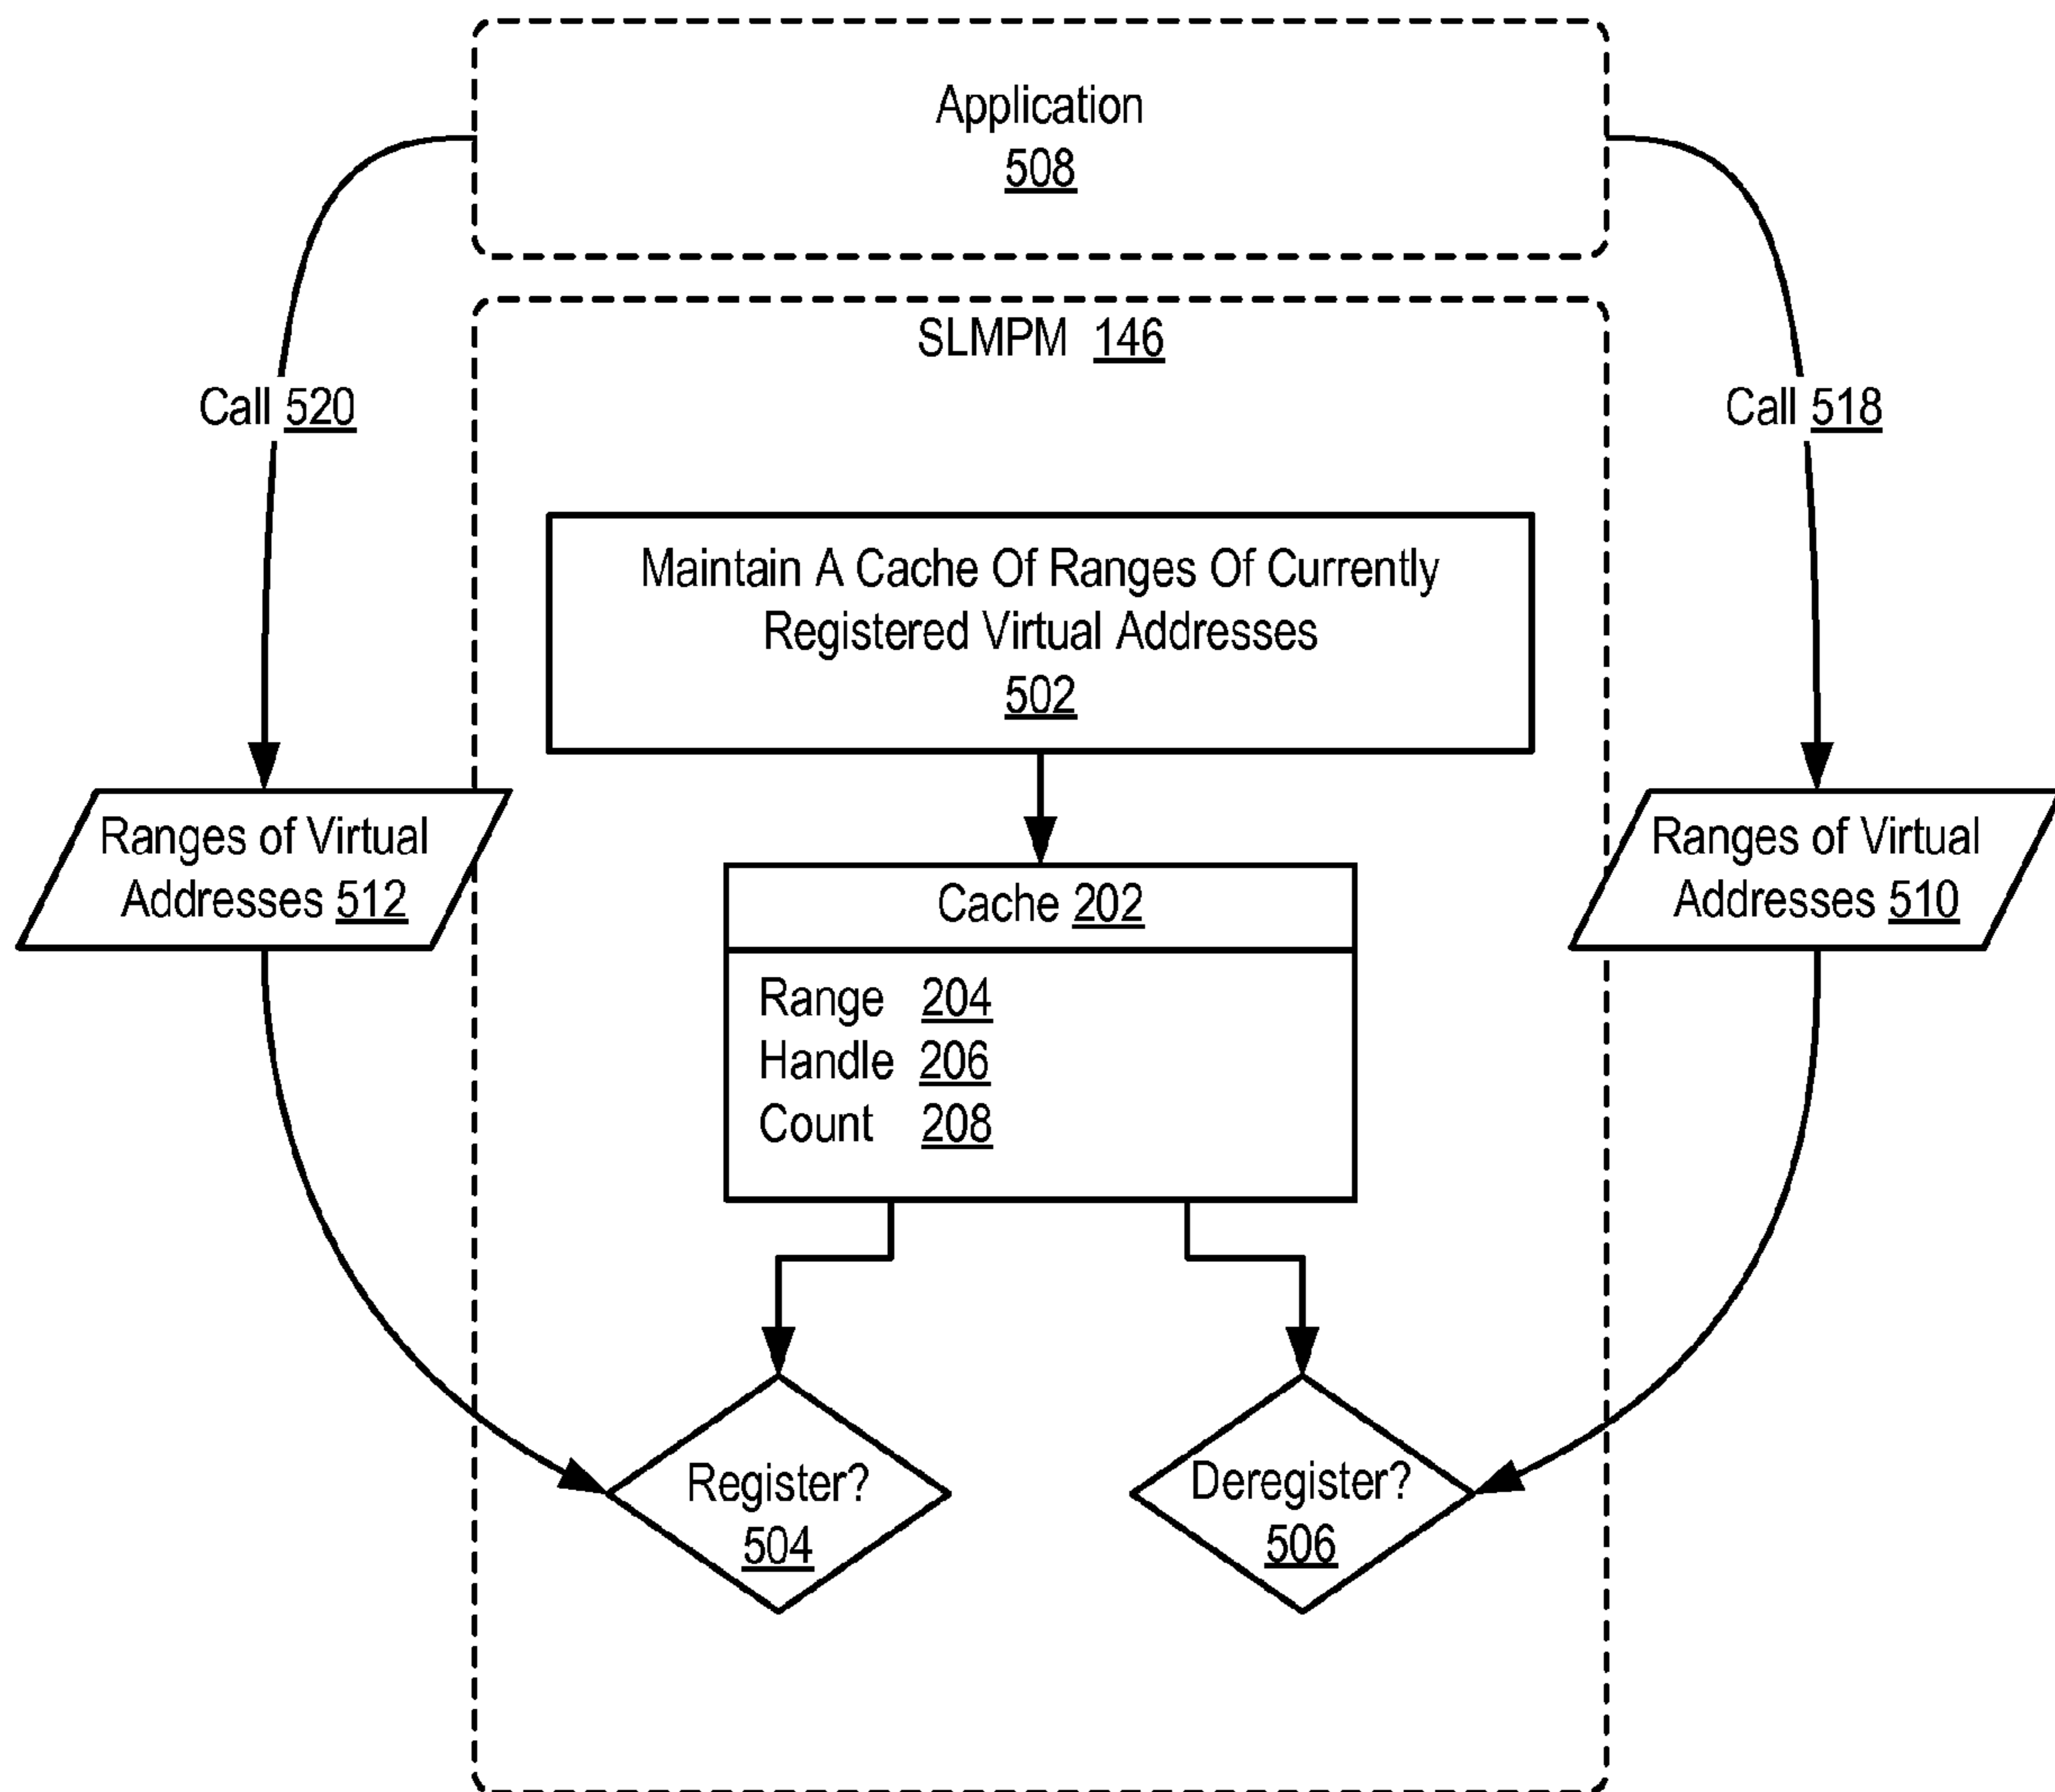 Application
508
SLMPM 146
Call 520
Call 518
Maintain A Cache Of Ranges Of Currently
Registered Virtual Addresses
502
Ranges of Virtual
Addresses 512
Ranges of Virtual
Addresses 510
Cache 202
Range 204
Handle 206
Count 208
Register?
504
Deregister?
506